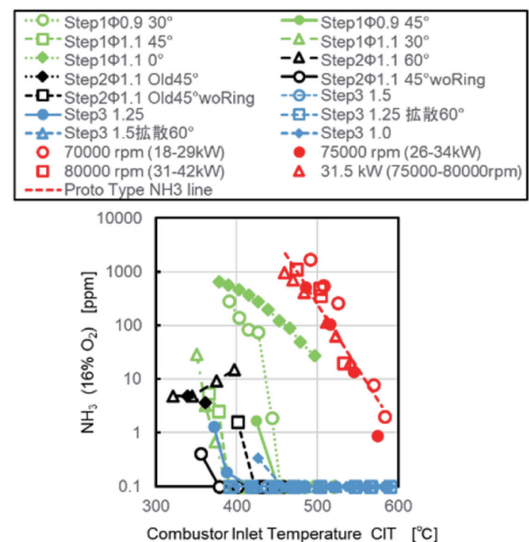 Step1Φ0.9 30° Step1Φ0.9 45°
Step1Φ1.1 45° Step1Φ1.1 30°
Step1Φ1.1 0° Step2Φ1.1 60°
Step2Φ1.1 Old45° Step2Φ1.1 45°woRing
Step2Φ1.1 Old45°woRing Step3 1.5
Step3 1.25 Step3 1.25 拡散60°
Step3 1.5拡散60° Step3 1.0
70000 rpm (18-29kW) 75000 rpm (26-34kW)
80000 rpm (31-42kW) 31.5 kW (75000-80000rpm)
Proto Type NH3 line
10000
1000
100
10
1
0.1
NH₃ (16% O₂) [ppm]
300 400 500 600
Combustor Inlet Temperature CIT [℃]